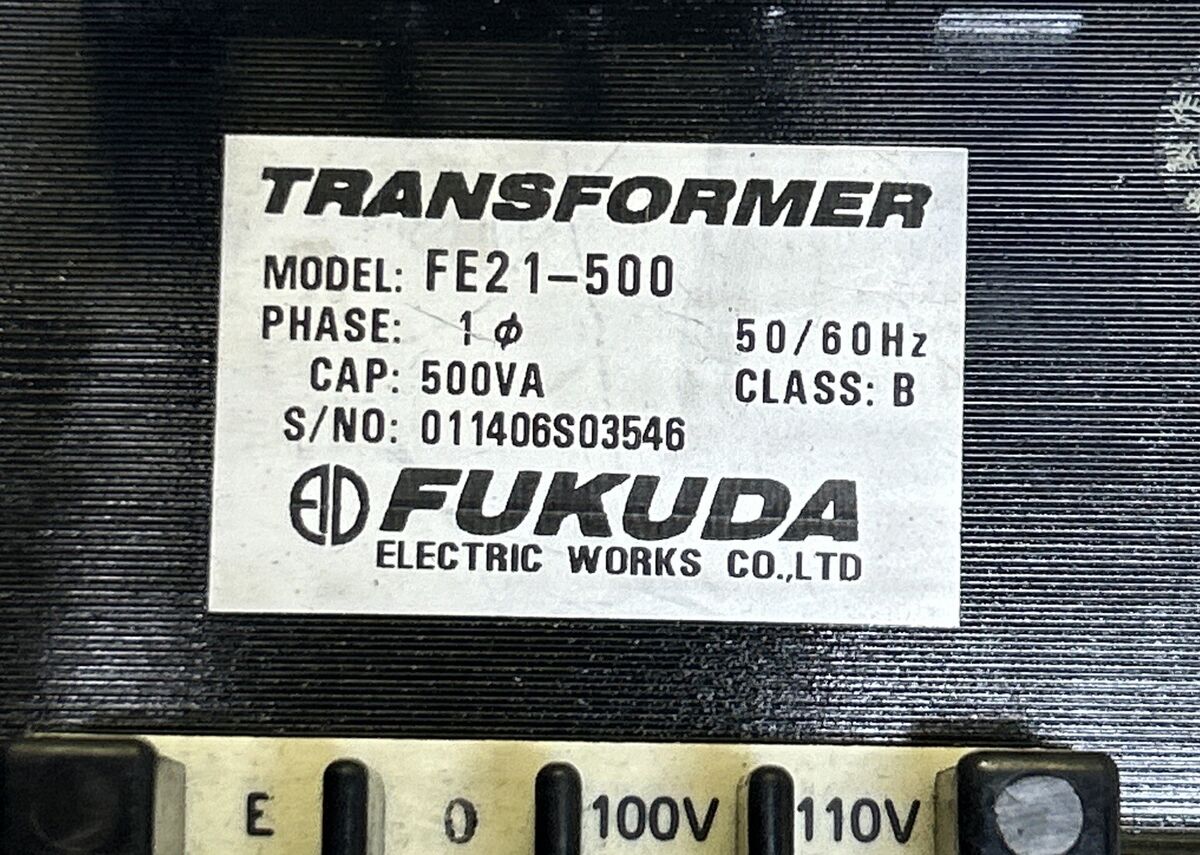 TRANSFORMER
MODEL: FE21-500
PHASE: 1 φ 50/60Hz
CAP: 500VA CLASS: B
S/NO: 011406S03546
FUKUDA
ELECTRIC WORKS CO.,LTD
E 0 100V 110V